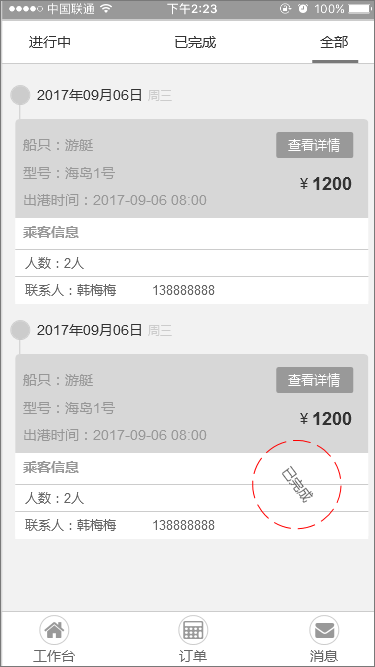 中国联通 下午2:23 100%
进行中 已完成 全部
2017年09月06日 周三
船只：游艇 查看详情
型号：海岛1号 ¥1200
出港时间：2017-09-06 08:00
乘客信息
人数：2人
联系人：韩梅梅 138888888
2017年09月06日 周三
船只：游艇 查看详情
型号：海岛1号 ¥1200
出港时间：2017-09-06 08:00
乘客信息
已完成
人数：2人
联系人：韩梅梅 138888888
工作台 订单 消息